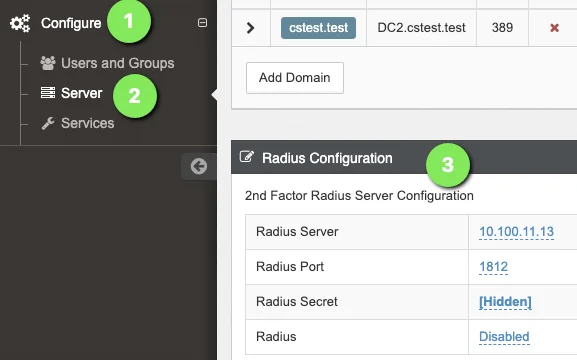 Configure 1
Users and Groups
Server 2
Services
cstest.test DC2.cstest.test 389
Add Domain
Radius Configuration 3
2nd Factor Radius Server Configuration
Radius Server 10.100.11.13
Radius Port 1812
Radius Secret [Hidden]
Radius Disabled